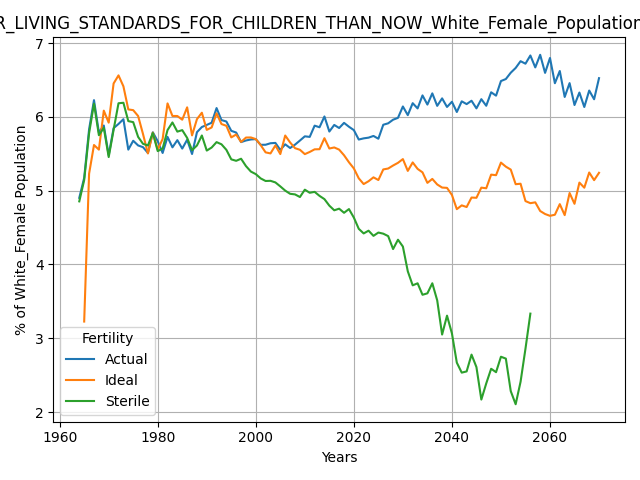 R_LIVING_STANDARDS_FOR_CHILDREN_THAN_NOW_White_Female_Population
7
6
5
4
3
2
% of White_Female Population
Fertility
Actual
Ideal
Sterile
1960 1980 2000 2020 2040 2060
Years